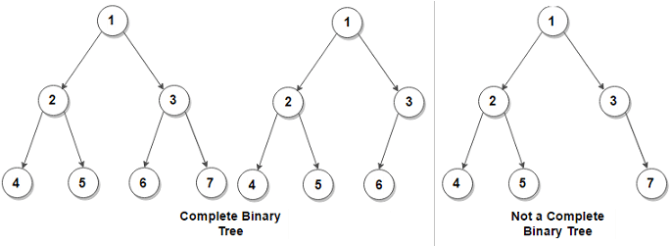 1
2 3
4 5 6 7
1
2 3
4 5 6
Complete Binary
Tree
1
2 3
4 5 7
Not a Complete
Binary Tree